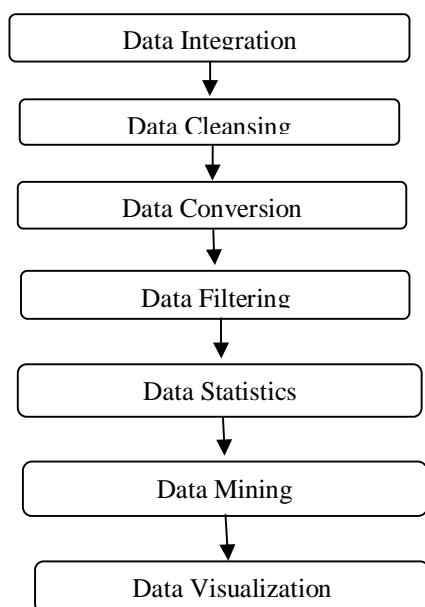 Data Integration
Data Cleansing
Data Conversion
Data Filtering
Data Statistics
Data Mining
Data Visualization